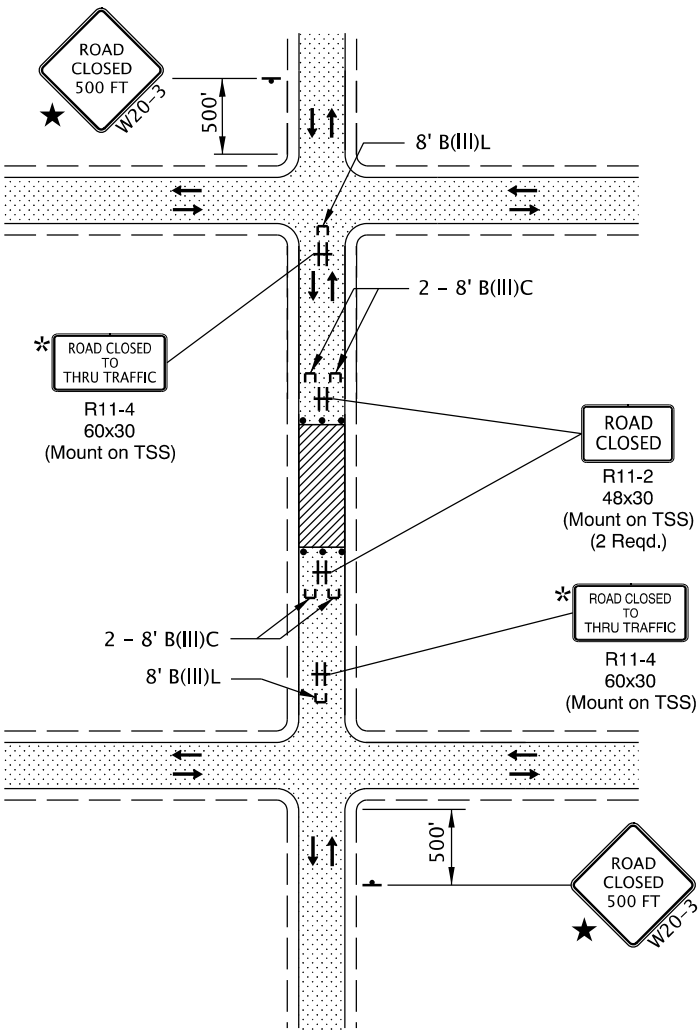 ROAD
CLOSED
500 FT
W20-3
500'
8' B(III)L
2 - 8' B(III)C
* ROAD CLOSED
TO
THRU TRAFFIC
R11-4
60x30
(Mount on TSS)
ROAD
CLOSED
R11-2
48x30
(Mount on TSS)
(2 Reqd.)
* ROAD CLOSED
TO
THRU TRAFFIC
R11-4
60x30
(Mount on TSS)
2 - 8' B(III)C
8' B(III)L
500'
ROAD
CLOSED
500 FT
W20-3